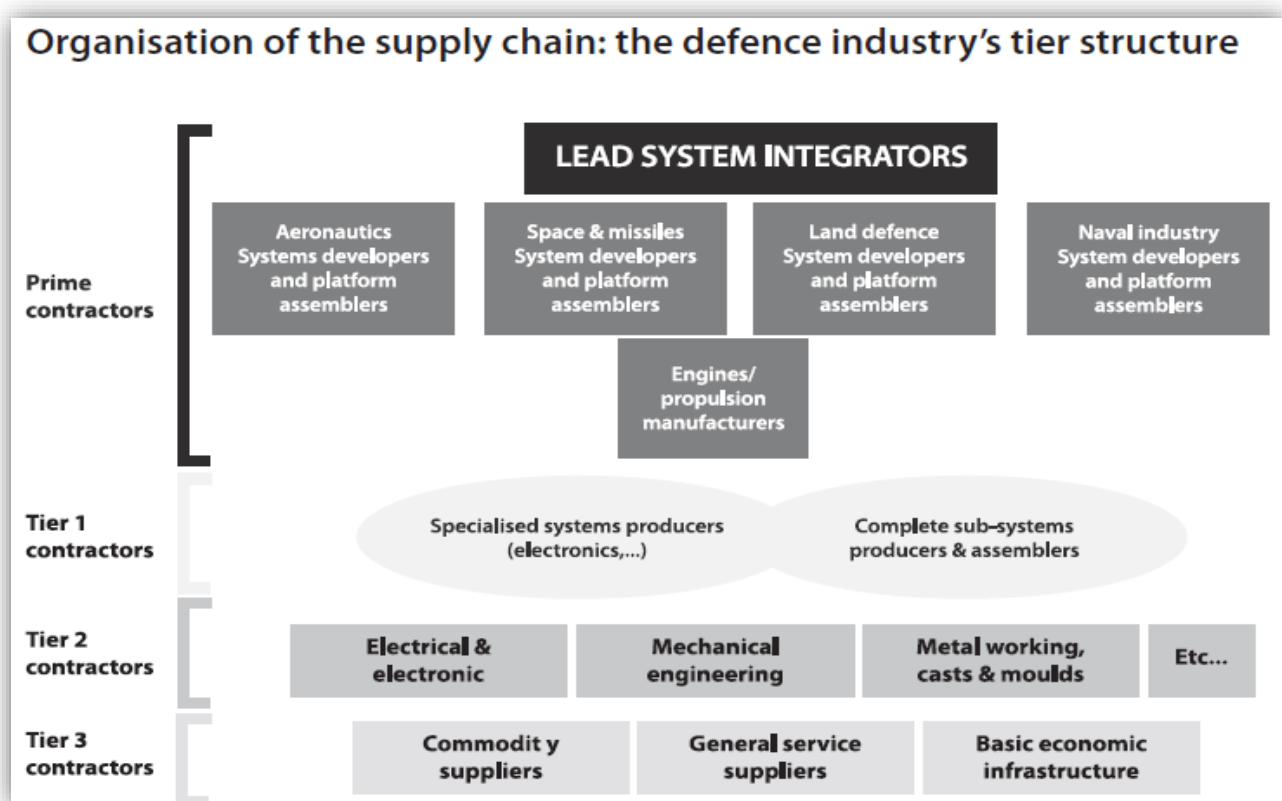 Organisation of the supply chain: the defence industry's tier structure
LEAD SYSTEM INTEGRATORS
Prime
contractors
Aeronautics
Systems developers
and platform
assemblers
Space & missiles
System developers
and platform
assemblers
Land defence
System developers
and platform
assemblers
Naval industry
System developers
and platform
assemblers
Engines/
propulsion
manufacturers
Tier 1
contractors
Specialised systems producers
(electronics,...)
Complete sub-systems
producers & assemblers
Tier 2
contractors
Electrical &
electronic
Mechanical
engineering
Metal working,
casts & moulds
Etc...
Tier 3
contractors
Commodit y
suppliers
General service
suppliers
Basic economic
infrastructure